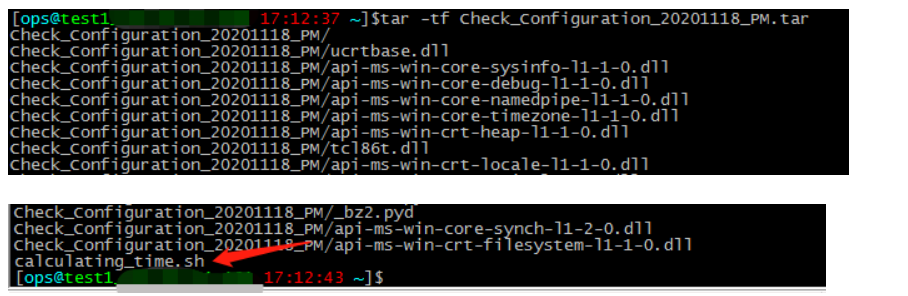 [ops@test1 17:12:37 ~]$tar -tf Check_Configuration_20201118_PM.tar
Check_Configuration_20201118_PM/
Check_Configuration_20201118_PM/ucrtbase.dll
Check_Configuration_20201118_PM/api-ms-win-core-sysinfo-l1-1-0.dll
Check_Configuration_20201118_PM/api-ms-win-core-debug-l1-1-0.dll
Check_Configuration_20201118_PM/api-ms-win-core-namedpipe-l1-1-0.dll
Check_Configuration_20201118_PM/api-ms-win-core-timezone-l1-1-0.dll
Check_Configuration_20201118_PM/api-ms-win-crt-heap-l1-1-0.dll
Check_Configuration_20201118_PM/tcl86t.dll
Check_Configuration_20201118_PM/api-ms-win-crt-locale-l1-1-0.dll
Check_Configuration_20201118_PM/_bz2.pyd
Check_Configuration_20201118_PM/api-ms-win-core-synch-l1-2-0.dll
Check_Configuration_20201118_PM/api-ms-win-crt-filesystem-l1-1-0.dll
calculating_time.sh
[ops@test1 17:12:43 ~]$